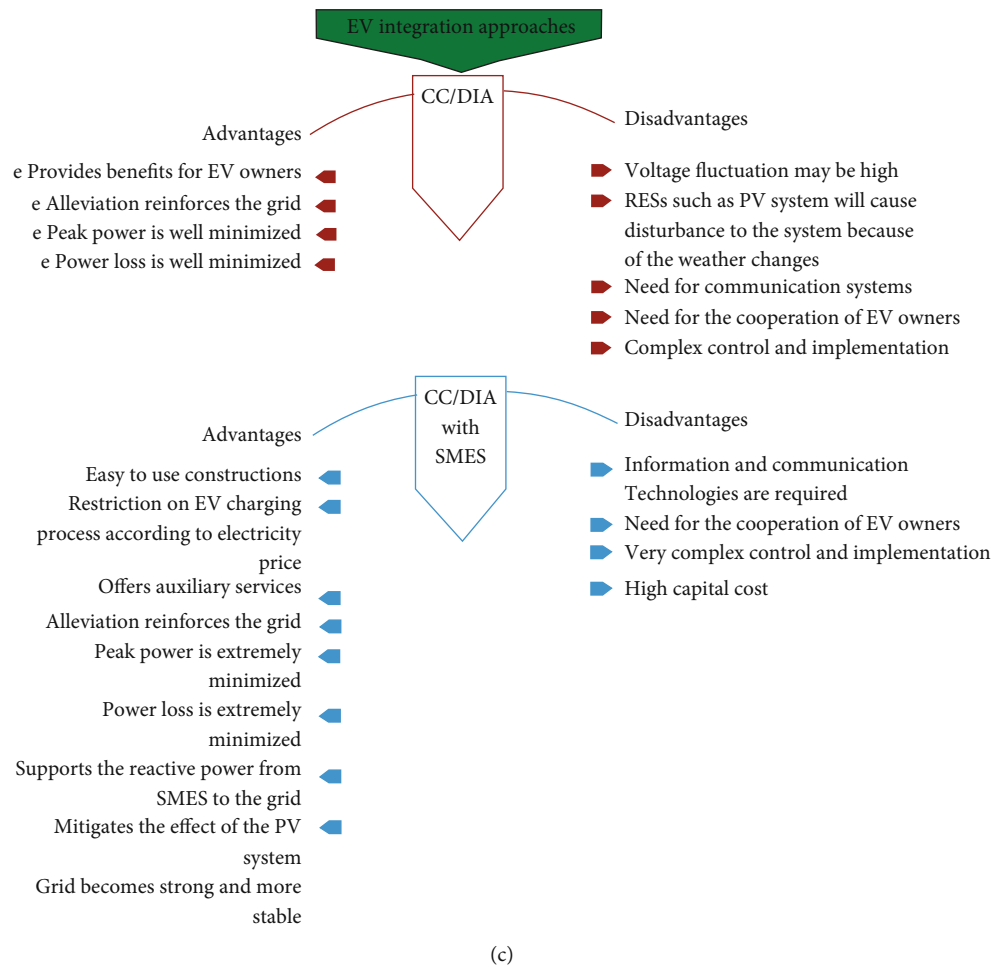 EV integration approaches
CC/DIA
Advantages
e Provides benefits for EV owners
e Alleviation reinforces the grid
e Peak power is well minimized
e Power loss is well minimized
Disadvantages
Voltage fluctuation may be high
RESs such as PV system will cause
disturbance to the system because
of the weather changes
Need for communication systems
Need for the cooperation of EV owners
Complex control and implementation
CC/DIA
with
SMES
Advantages
Easy to use constructions
Restriction on EV charging
process according to electricity
price
Offers auxiliary services
Alleviation reinforces the grid
Peak power is extremely
minimized
Power loss is extremely
minimized
Supports the reactive power from
SMES to the grid
Mitigates the effect of the PV
system
Grid becomes strong and more
stable
Disadvantages
Information and communication
Technologies are required
Need for the cooperation of EV owners
Very complex control and implementation
High capital cost
(c)